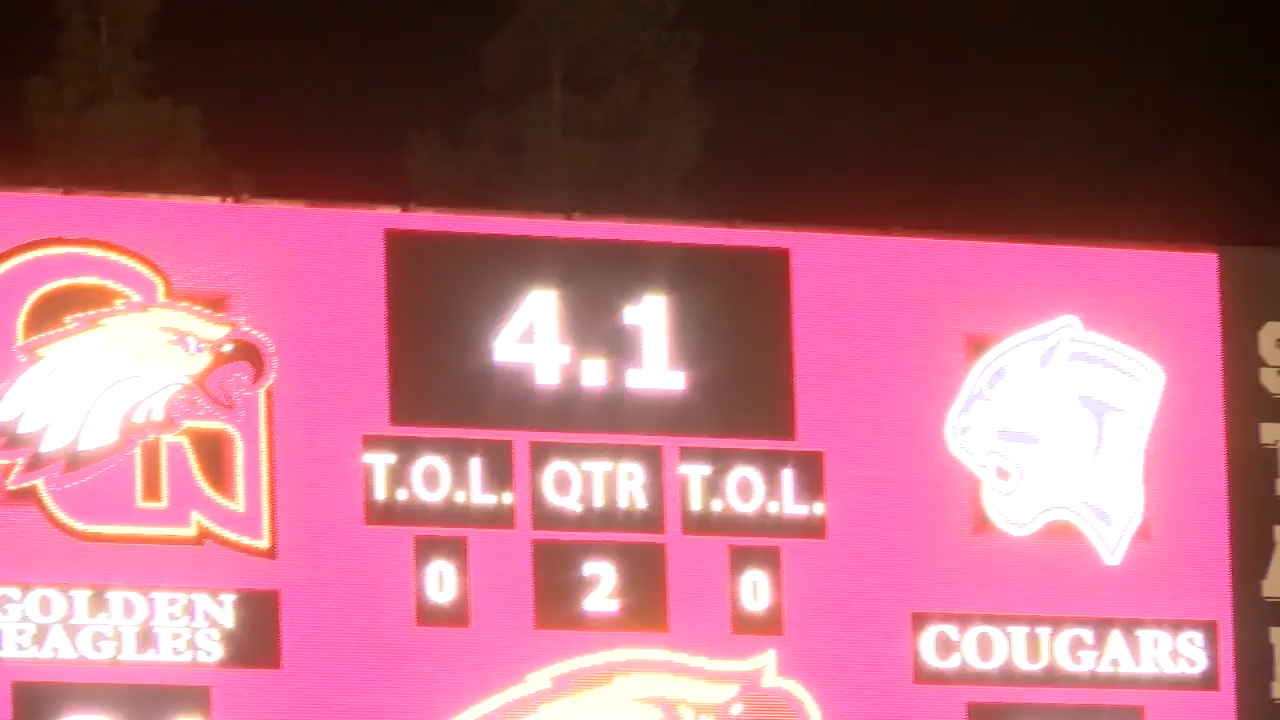 4.1
T.O.L. QTR T.O.L.
0 2 0
GOLDEN
EAGLES
COUGARS